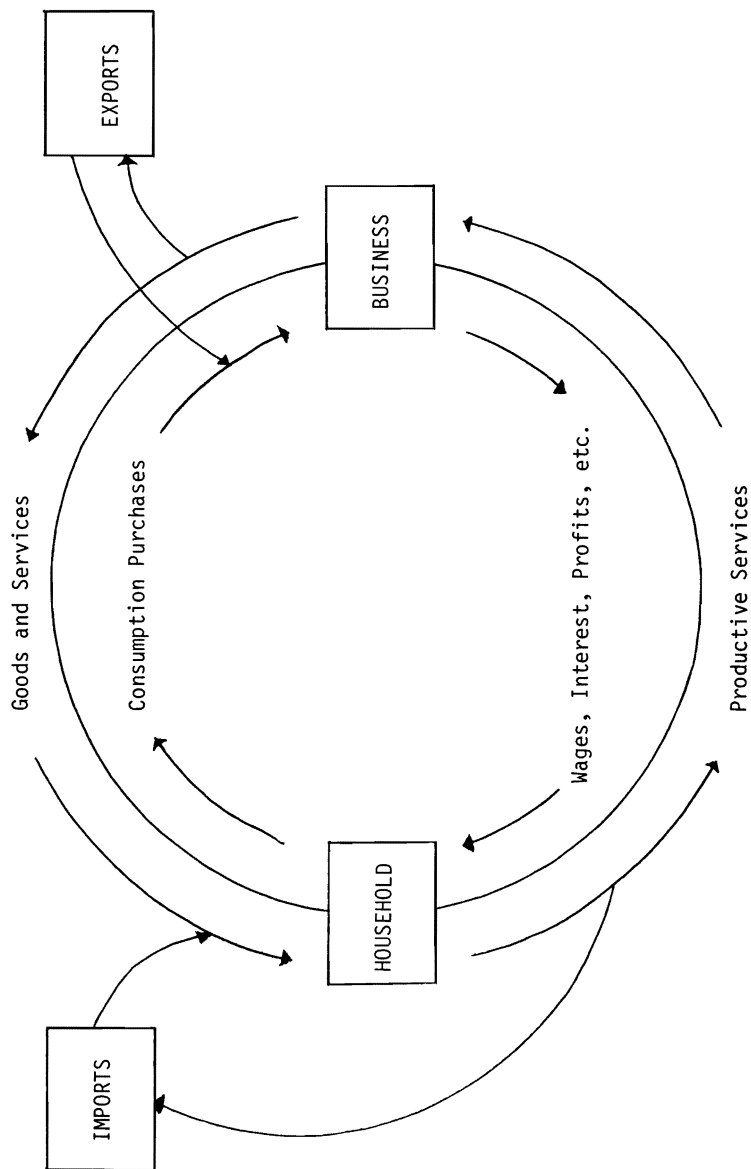 Goods and Services
Consumption Purchases
IMPORTS
EXPORTS
HOUSEHOLD
BUSINESS
Wages, Interest, Profits, etc.
Productive Services